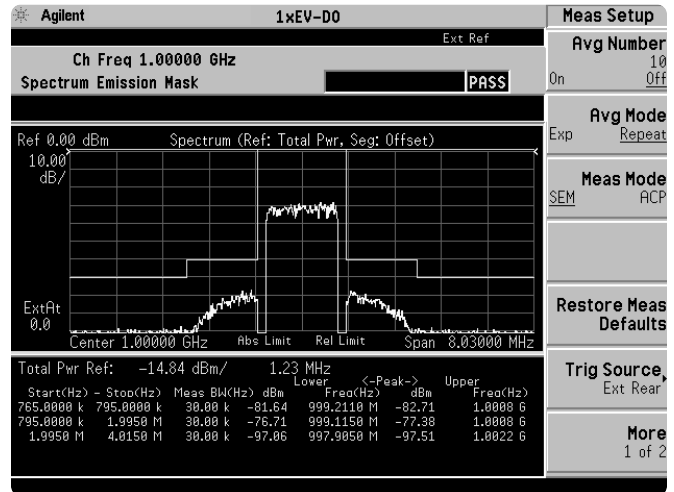 Agilent 1xEV-DO Meas Setup
Ext Ref
Ch Freq 1.00000 GHz
Spectrum Emission Mask PASS
Avg Number
10
On Off
Avg Mode
Exp Repeat
Meas Mode
SEM ACP
Restore Meas
Defaults
Trig Source
Ext Rear
More
1 of 2
Ref 0.00 dBm Spectrum (Ref: Total Pwr, Seg: Offset)
10.00
dB/
ExtAt
0.0
Center 1.00000 GHz Abs Limit Rel Limit Span 8.03000 MHz
Total Pwr Ref: -14.84 dBm/ 1.23 MHz
Lower <-Peak-> Upper
Start(Hz) - Stop(Hz) Meas BW(Hz) dBm Freq(Hz) dBm Freq(Hz)
765.0000 k 795.0000 k 30.00 k -81.64 999.2110 M -82.71 1.0008 G
795.0000 k 1.9950 M 30.00 k -76.71 999.1150 M -77.38 1.0008 G
1.9950 M 4.0150 M 30.00 k -97.06 997.9050 M -97.51 1.0022 G